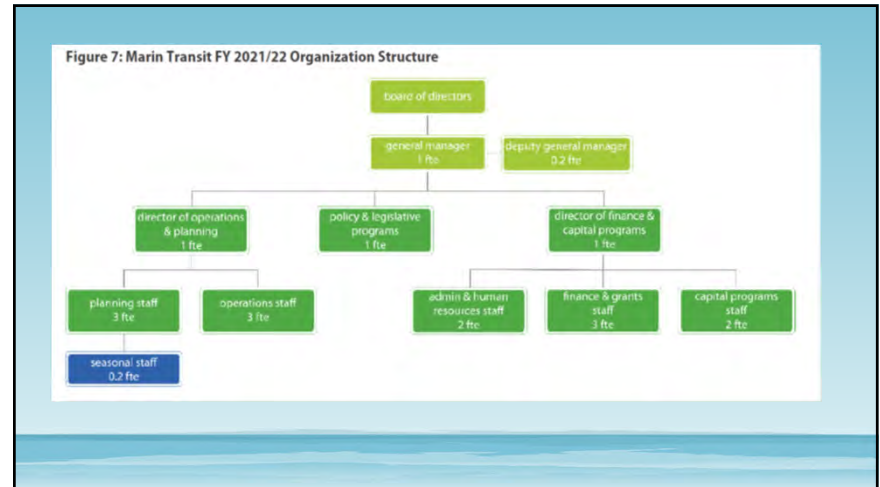 Figure 7: Marin Transit FY 2021/22 Organization Structure
board of directors
general manager
1 fte
deputy general manager
0.2 fte
director of operations
& planning
1 fte
policy & legislative
programs
1 fte
director of finance &
capital programs
1 fte
planning staff
3 fte
operations staff
3 fte
admin & human
resources staff
2 fte
finance & grants
staff
3 fte
capital programs
staff
2 fte
seasonal staff
0.2 fte